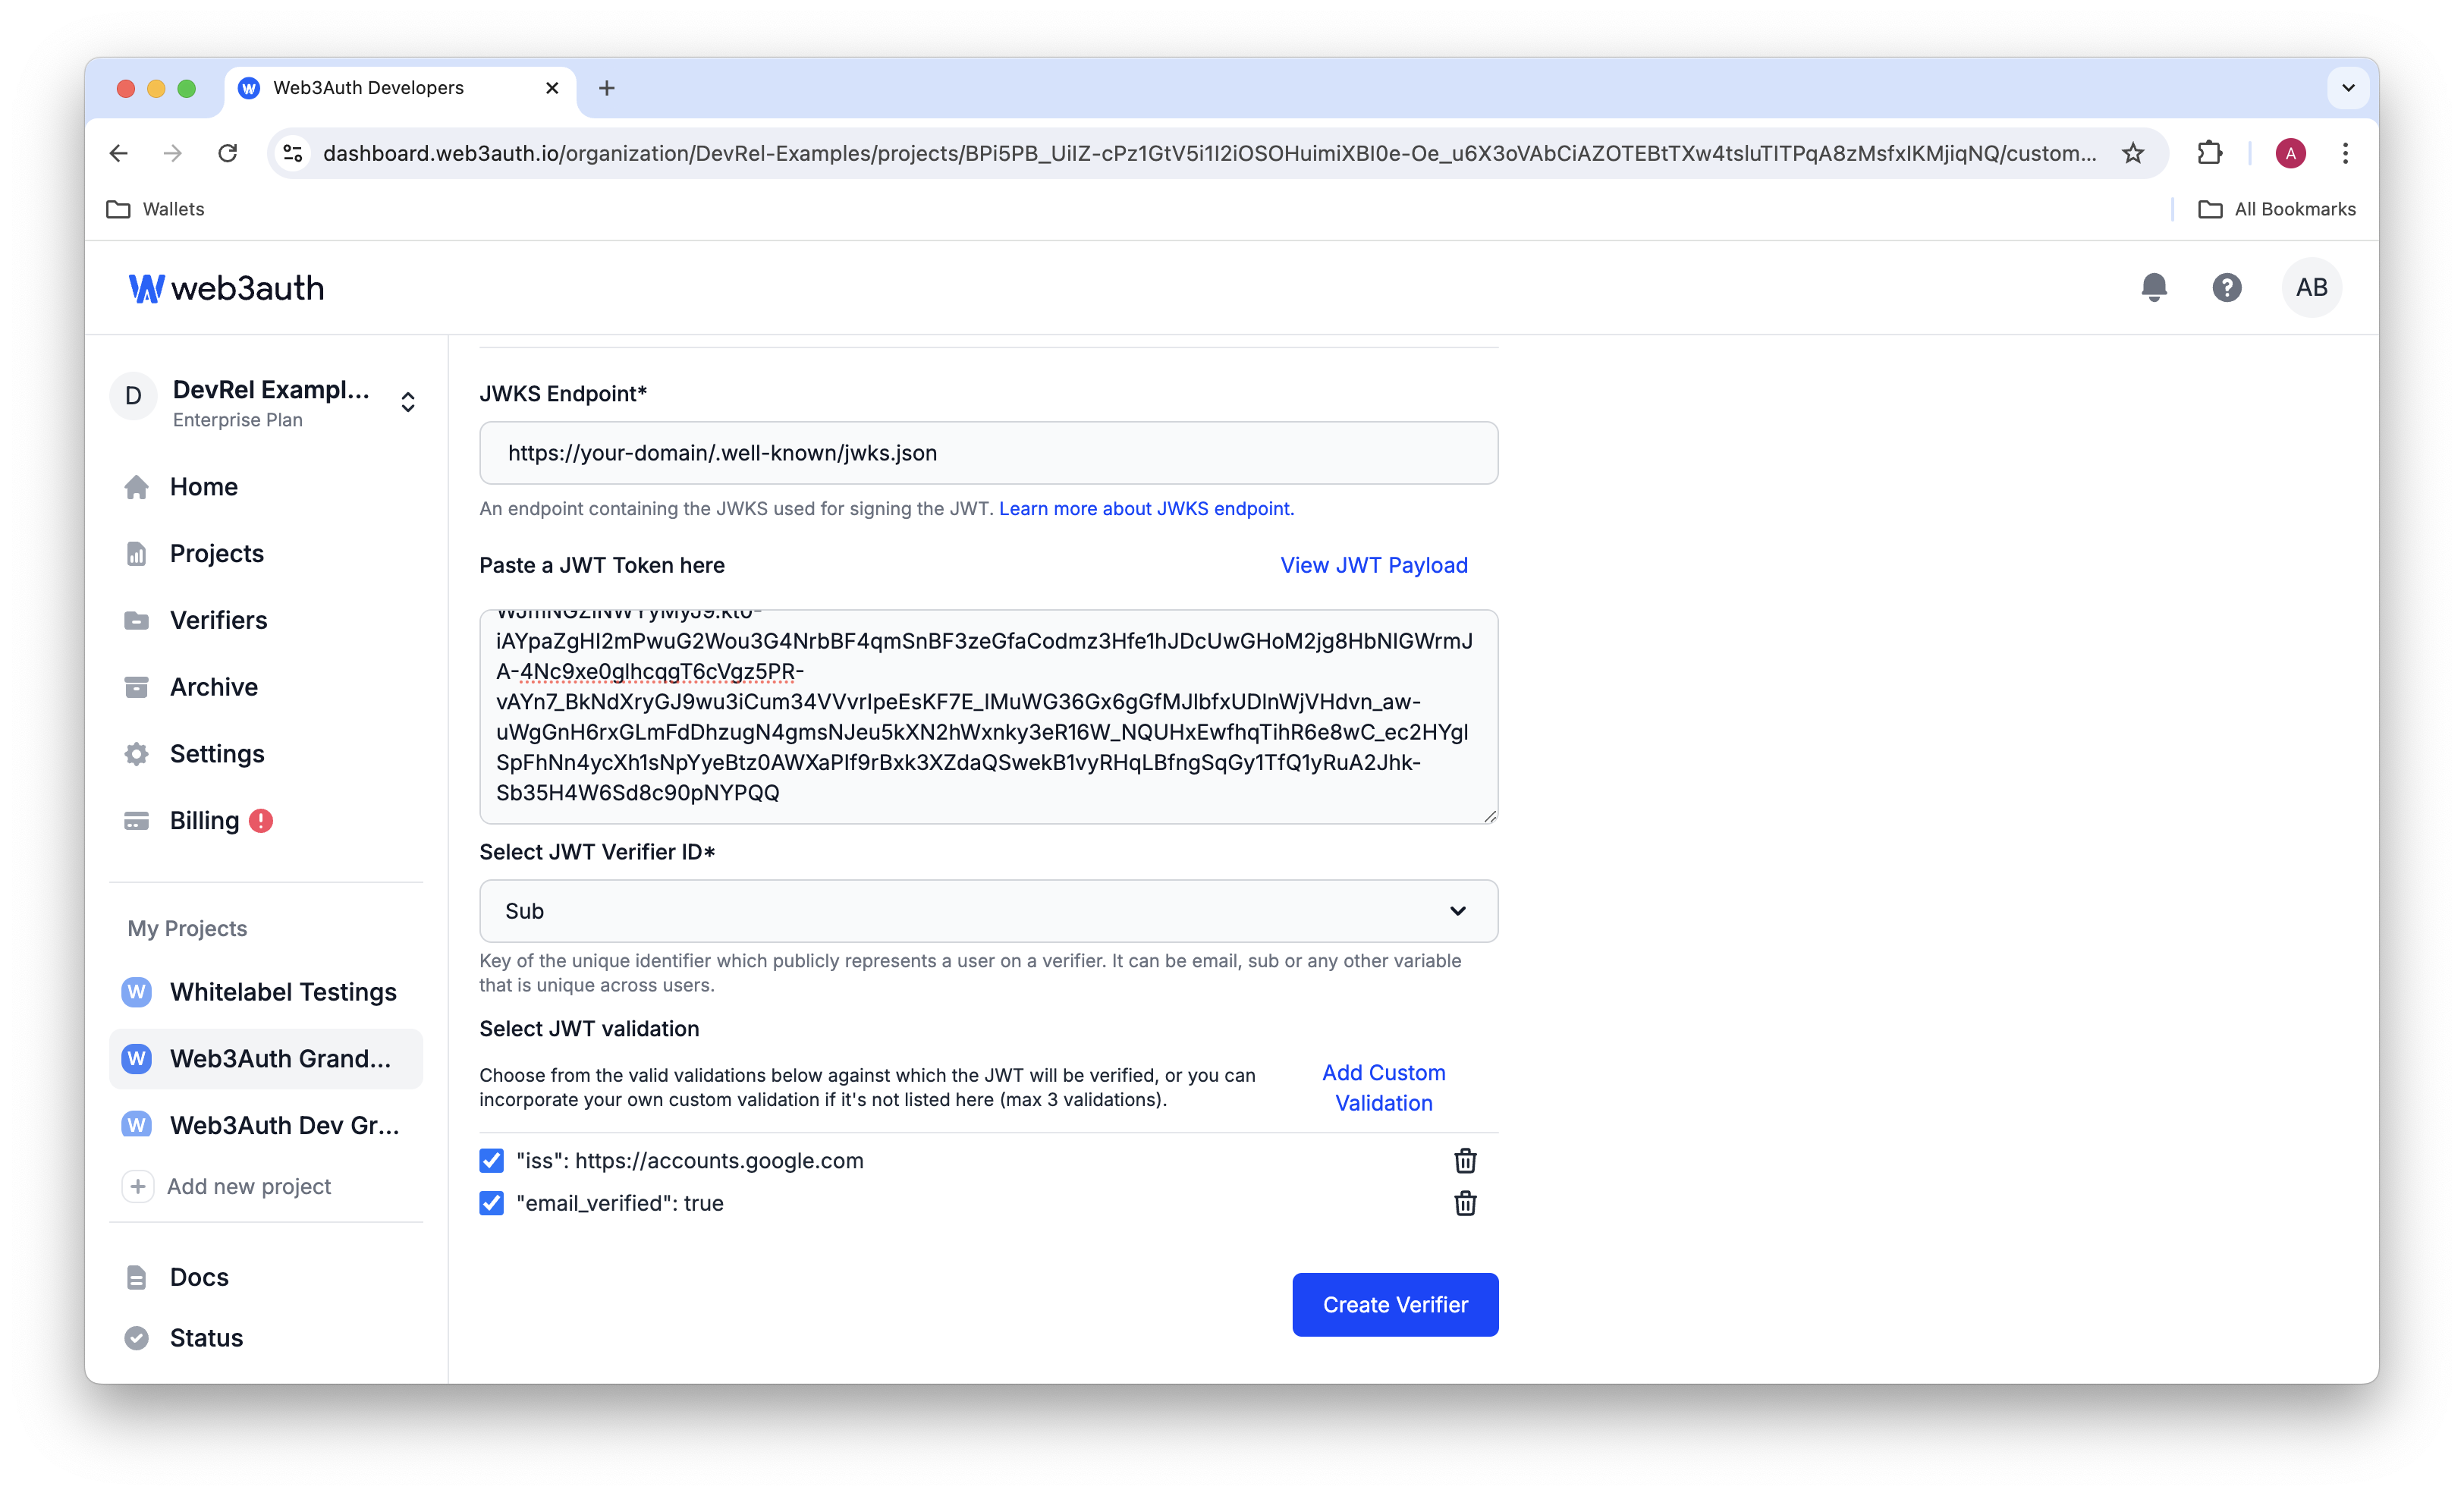 Web3Auth Developers
dashboard.web3auth.io/organization/DevRel-Examples/projects/BPi5PB_UiIZ-cPz1GtV5i1I2iOSOHuimiXBI0e-Oe_u6X3oVAbCiAZOTEBtTXw4tsluTITPqA8zMsfxIKMjiqNQ/custom...
A
Wallets
All Bookmarks
web3auth
AB
D
DevRel Exampl...
Enterprise Plan
Home
Projects
Verifiers
Archive
Settings
Billing
My Projects
W Whitelabel Testings
W Web3Auth Grand...
W Web3Auth Dev Gr...
Add new project
Docs
Status
JWKS Endpoint*
https://your-domain/.well-known/jwks.json
An endpoint containing the JWKS used for signing the JWT. Learn more about JWKS endpoint.
Paste a JWT Token here
View JWT Payload
iAYpaZgHI2mPwuG2Wou3G4NrbBF4qmSnBF3zeGfaCodmz3Hfe1hJDcUwGHoM2jg8HbNIGWrmJ
A-4Nc9xe0glhcqgT6cVgz5PR-
vAYn7_BkNdXryGJ9wu3iCum34VVvrIpeEsKF7E_IMuWG36Gx6gGfMJlbfxUDlnWjVHdvn_aw-
uWgGnH6rxGLmFdDhzugN4gmsNJeu5kXN2hWxnky3eR16W_NQUHxEwfhqTihR6e8wC_ec2HYgl
SpFhNn4ycXh1sNpYyeBtz0AWXaPIf9rBxk3XZdaQSwekB1vyRHqLBfngSqGy1TfQ1yRuA2Jhk-
Sb35H4W6Sd8c90pNYPQQ
Select JWT Verifier ID*
Sub
Key of the unique identifier which publicly represents a user on a verifier. It can be email, sub or any other variable
that is unique across users.
Select JWT validation
Choose from the valid validations below against which the JWT will be verified, or you can
incorporate your own custom validation if it's not listed here (max 3 validations).
Add Custom
Validation
"iss": https://accounts.google.com
"email_verified": true
Create Verifier